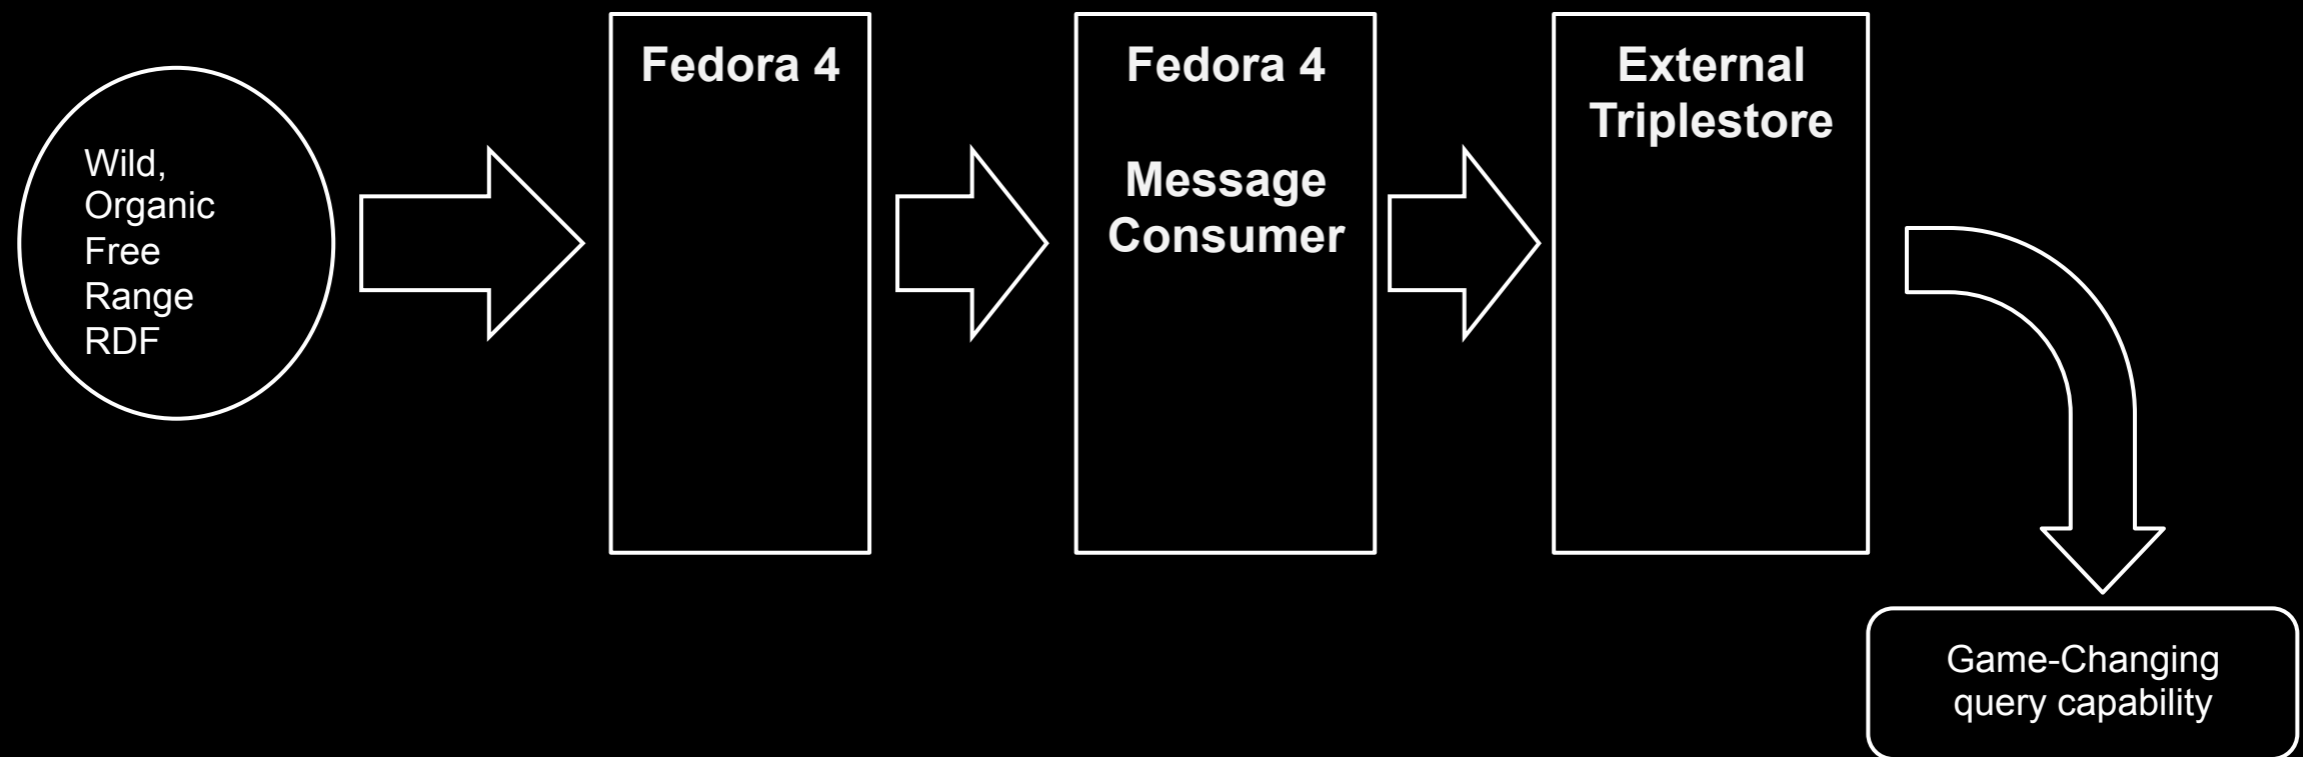 Wild,
Organic
Free
Range
RDF
Fedora 4
Fedora 4
Message
Consumer
External
Triplestore
Game-Changing
query capability